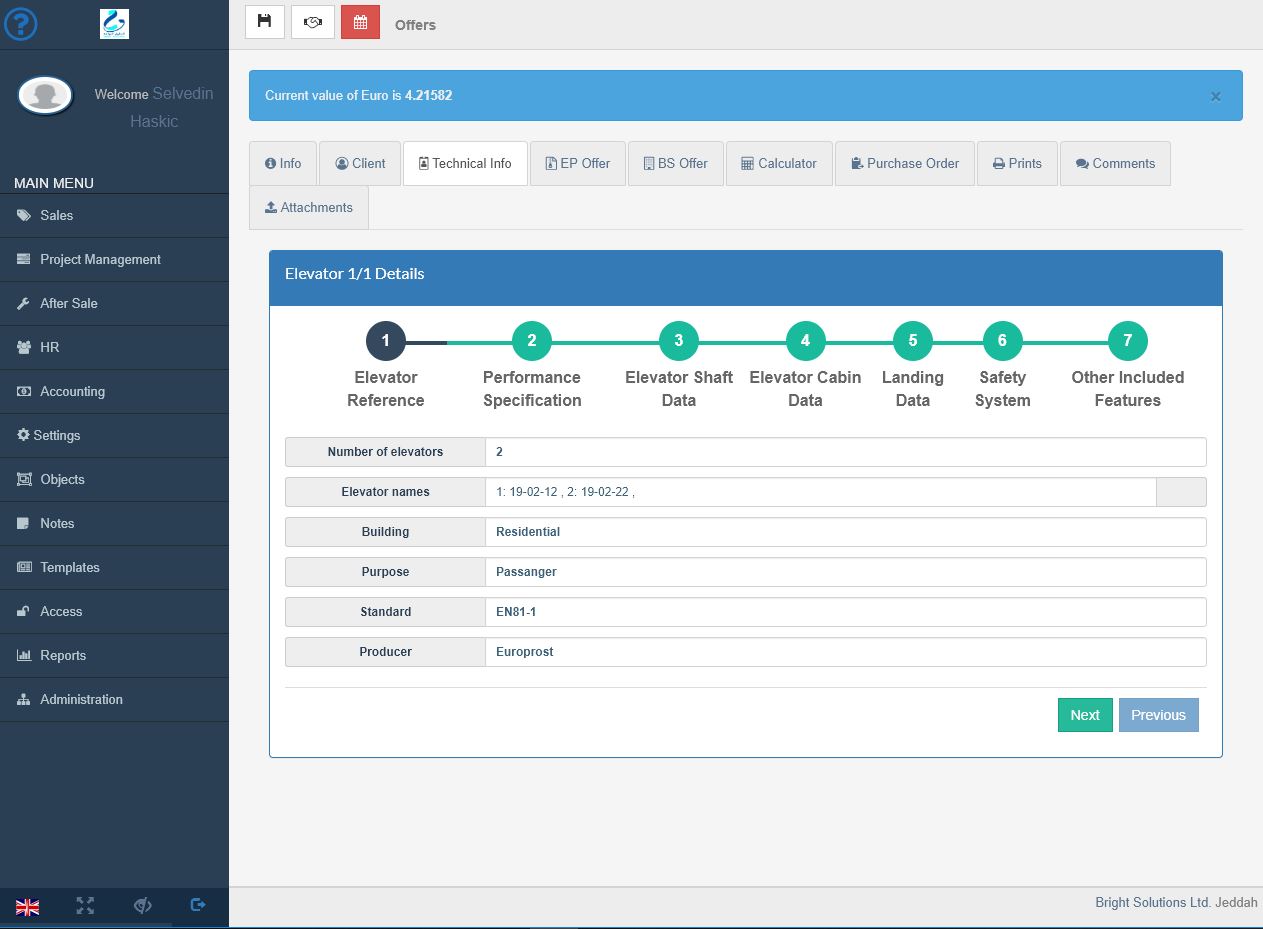 ?
Offers
Welcome Selvedin
Haskic
Current value of Euro is 4.21582
×
Info
Client
Technical Info
EP Offer
BS Offer
Calculator
Purchase Order
Prints
Comments
Attachments
MAIN MENU
Sales
Project Management
After Sale
HR
Accounting
Settings
Objects
Notes
Templates
Access
Reports
Administration
Elevator 1/1 Details
1
2
3
4
5
6
7
Elevator
Reference
Performance
Specification
Elevator Shaft
Data
Elevator Cabin
Data
Landing
Data
Safety
System
Other Included
Features
Number of elevators 2
Elevator names 1: 19-02-12 , 2: 19-02-22 ,
Building Residential
Purpose Passanger
Standard EN81-1
Producer Europrost
Next
Previous
Bright Solutions Ltd. Jeddah